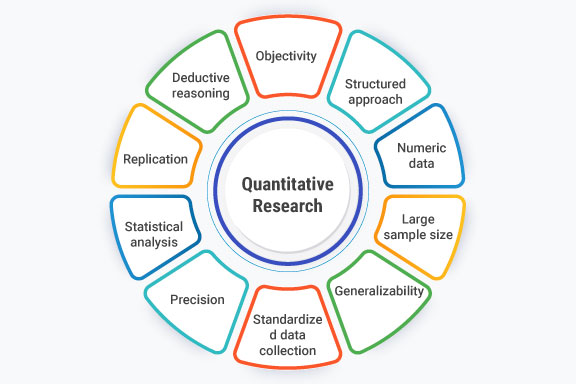 Objectivity
Structured
approach
Numeric
data
Large
sample size
Generalizability
Standardize
d data
collection
Precision
Statistical
analysis
Replication
Deductive
reasoning
Quantitative
Research